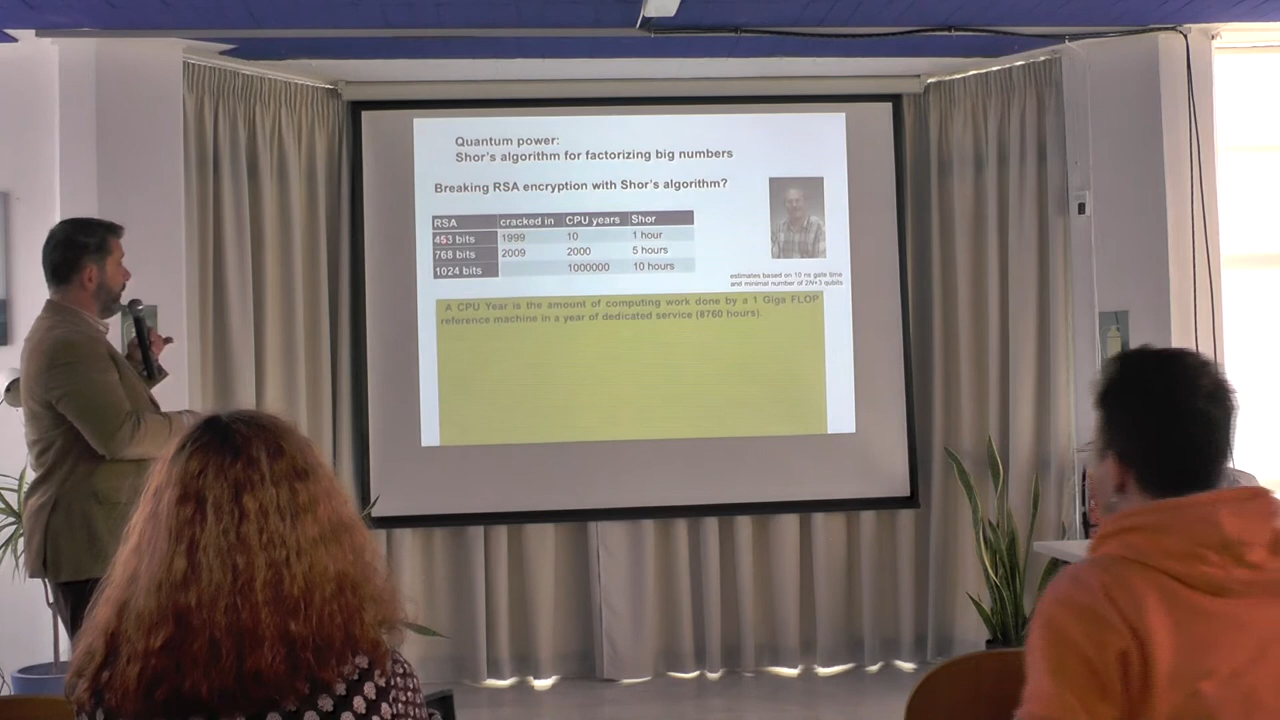 Quantum power:
Shor's algorithm for factorizing big numbers
Breaking RSA encryption with Shor's algorithm?
RSA cracked in CPU years Shor
453 bits 1999 10 1 hour
768 bits 2009 2000 5 hours
1024 bits 1000000 10 hours
estimates based on 10 ns gate time
and minimal number of 2N+3 qubits
A CPU Year is the amount of computing work done by a 1 Giga FLOP
reference machine in a year of dedicated service (8760 hours).